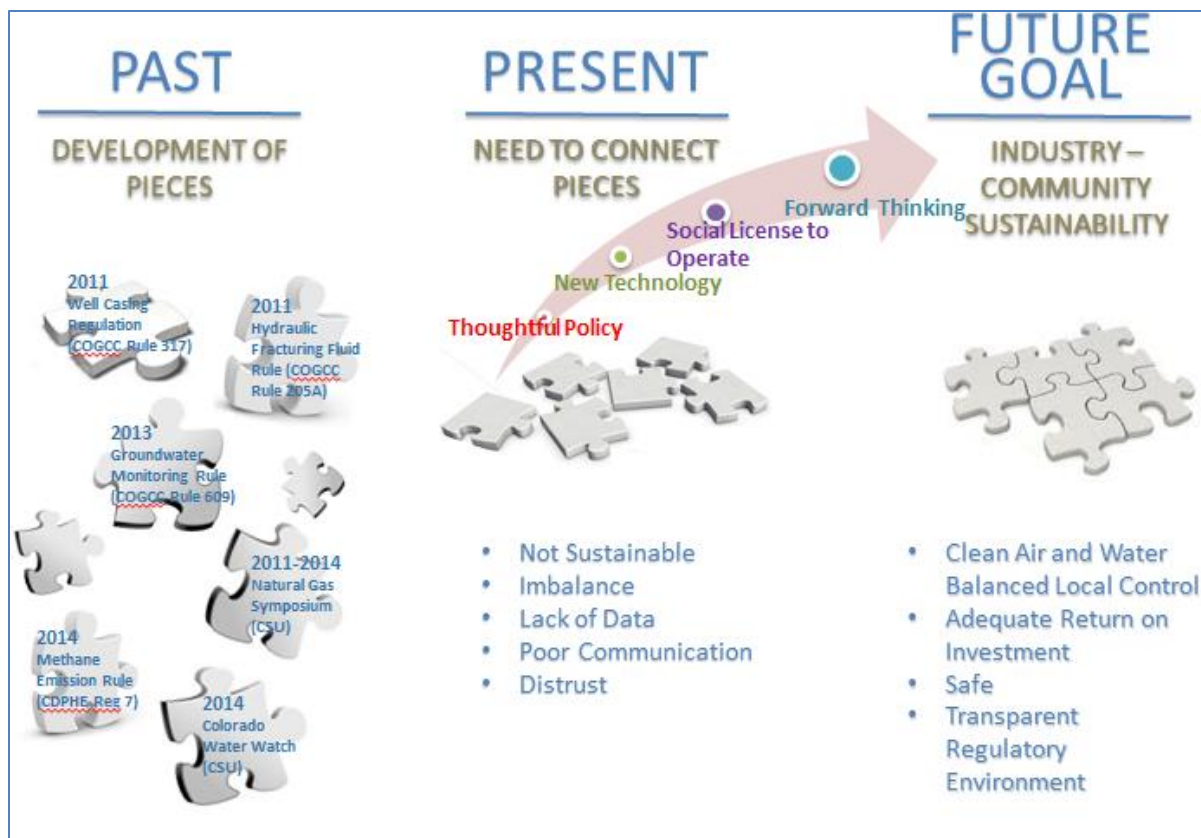 PAST
DEVELOPMENT OF
PIECES
2011
Well Casing
Regulation
(COGCC Rule 317)
2011
Hydraulic
Fracturing Fluid
Rule (COGCC
Rule 205A)
2013
Groundwater
Monitoring Rule
(COGCC Rule 609)
2011-2014
Natural Gas
Symposium
(CSU)
2014
Methane
Emission Rule
(CDPHE Reg 7)
2014
Colorado
Water Watch
(CSU)
PRESENT
NEED TO CONNECT
PIECES
Thoughtful Policy
New Technology
Social License to
Operate
Forward Thinking
• Not Sustainable
• Imbalance
• Lack of Data
• Poor Communication
• Distrust
FUTURE
GOAL
INDUSTRY –
COMMUNITY
SUSTAINABILITY
• Clean Air and Water
Balanced Local Control
• Adequate Return on
Investment
• Safe
• Transparent
Regulatory
Environment